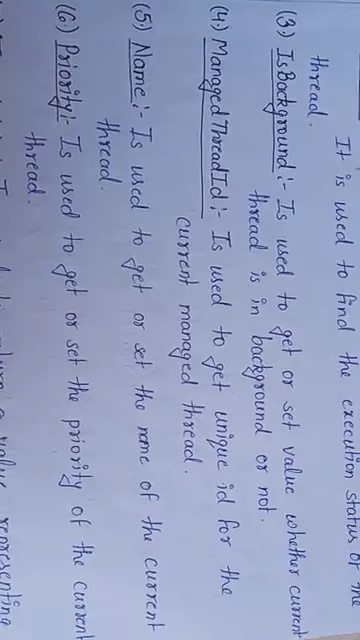 It is used to find the execution status of the
thread.
(3) IsBackground:- Is used to get or set value whether current
thread is in background or not.
(4) ManagedThreadId:- Is used to get unique id for the
current managed thread.
(5) Name:- Is used to get or set the name of the current
thread.
(6) Priority:- Is used to get or set the priority of the current
thread.
value representing